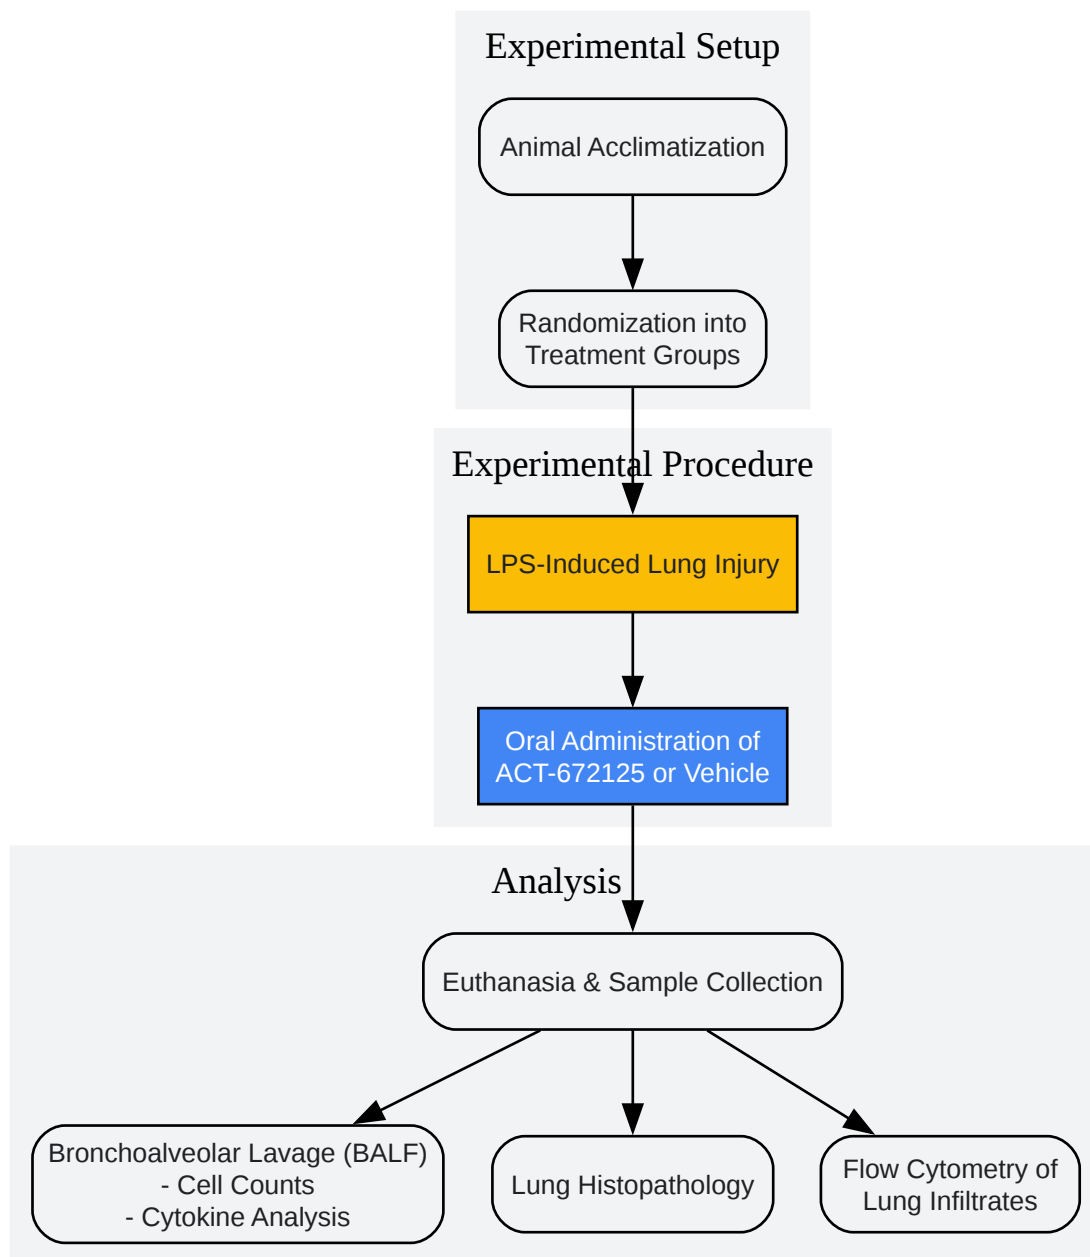 Experimental Setup
Animal Acclimatization
Randomization into
Treatment Groups
Experimental Procedure
LPS-Induced Lung Injury
Oral Administration of
ACT-672125 or Vehicle
Analysis
Euthanasia & Sample Collection
Bronchoalveolar Lavage (BALF)
- Cell Counts
- Cytokine Analysis
Lung Histopathology
Flow Cytometry of
Lung Infiltrates